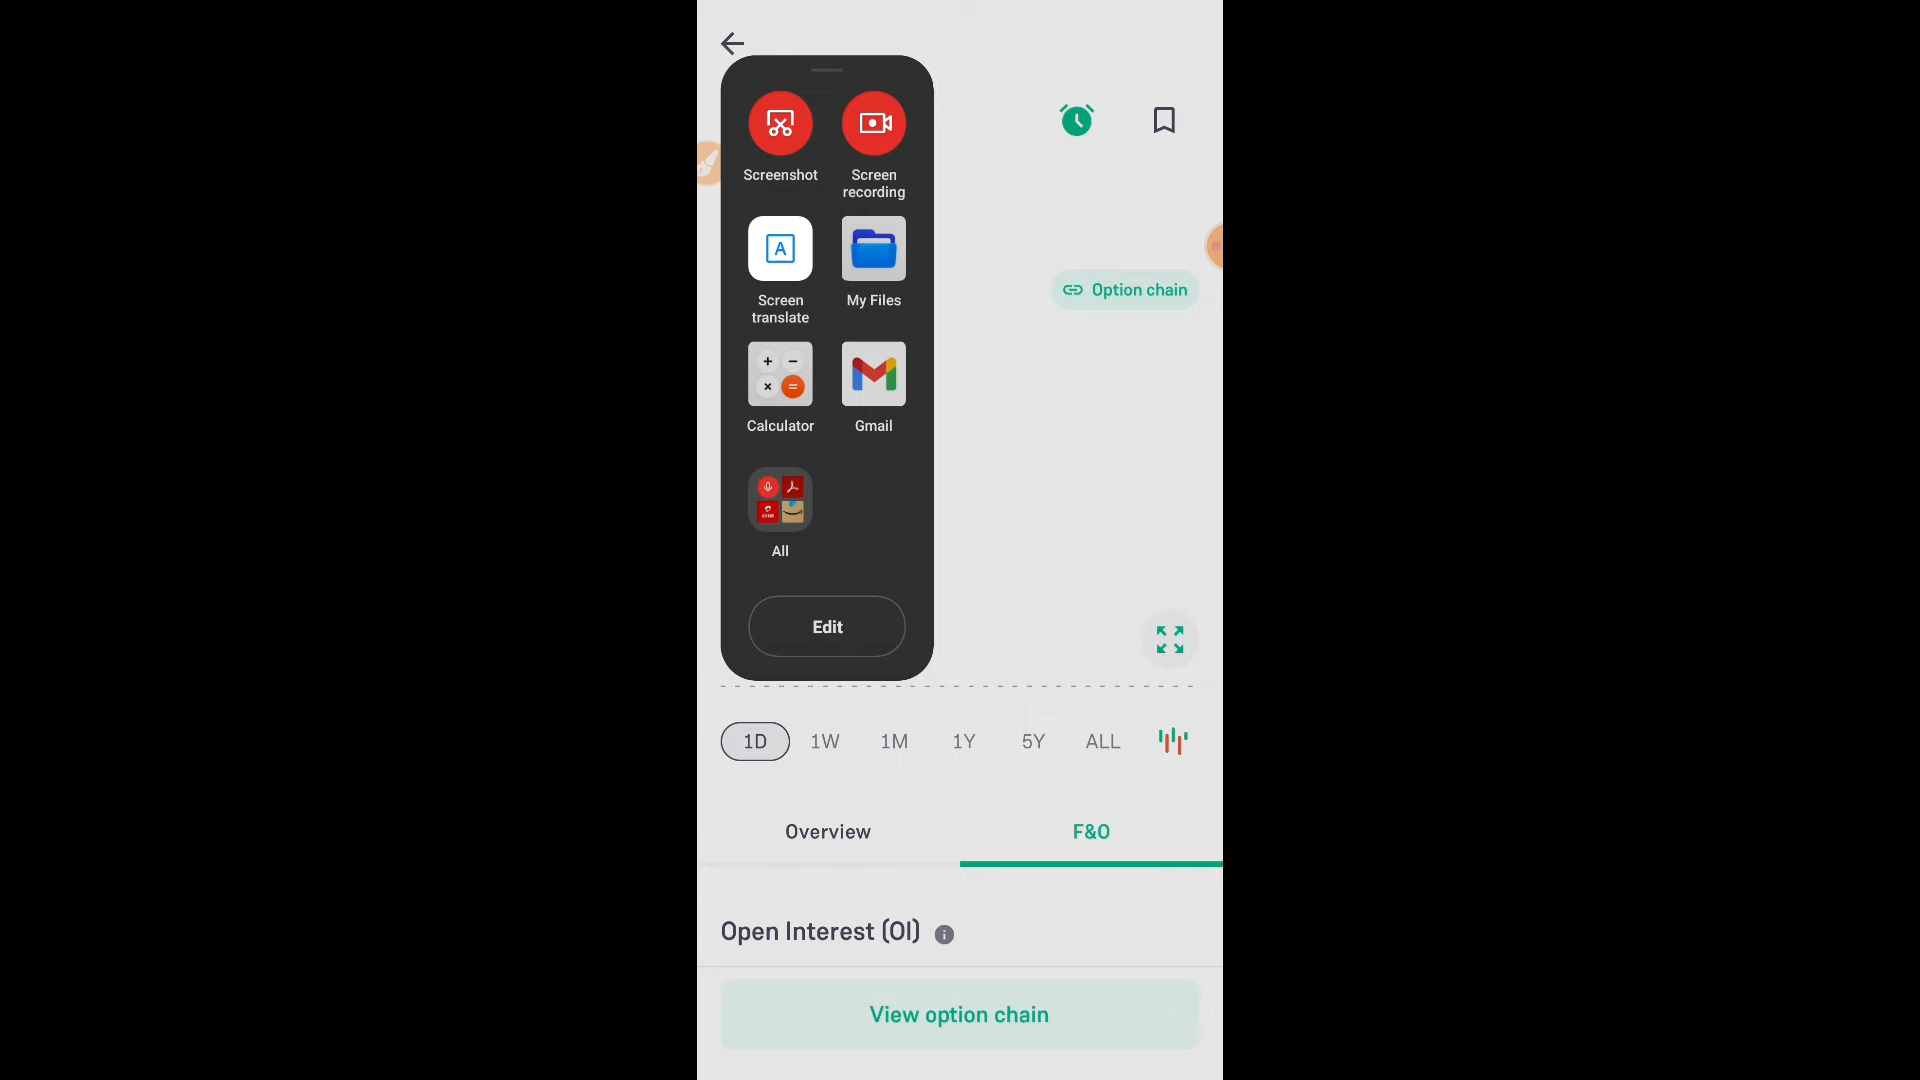 Screenshot
Screen
recording
A
Screen
translate
My Files
Option chain
Calculator
Gmail
airtel
All
Edit
1D 1W 1M 1Y 5Y ALL
Overview
F&O
Open Interest (OI)
View option chain